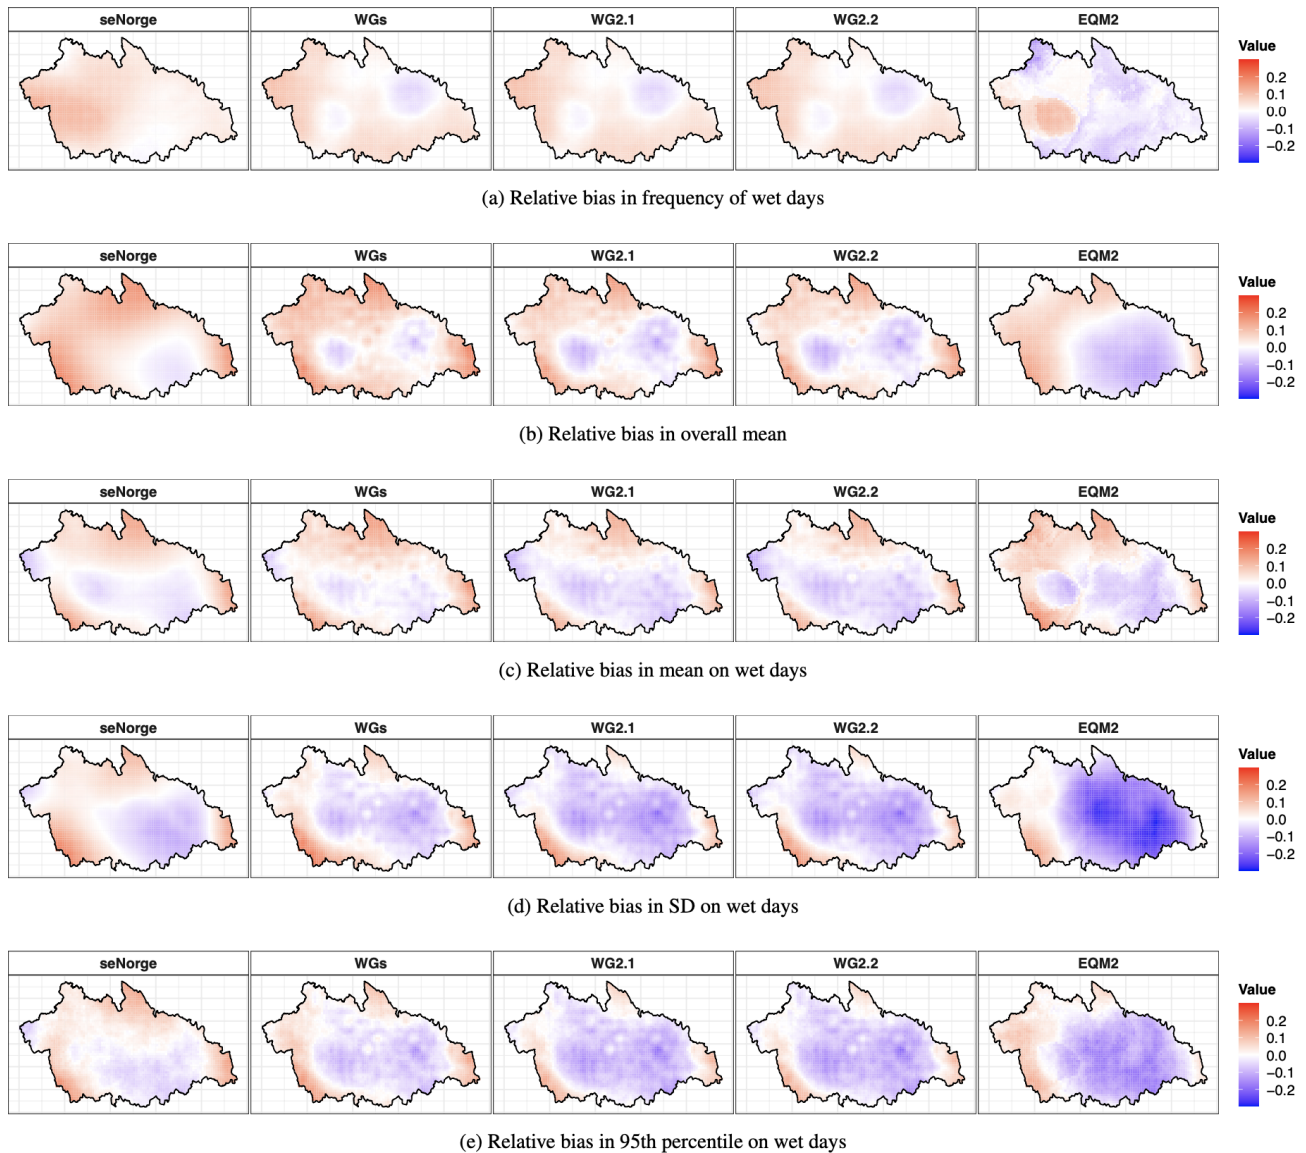 seNorge WGs WG2.1 WG2.2 EQM2
Value
0.2
0.1
0.0
−0.1
−0.2
(a) Relative bias in frequency of wet days
seNorge WGs WG2.1 WG2.2 EQM2
Value
0.2
0.1
0.0
−0.1
−0.2
(b) Relative bias in overall mean
seNorge WGs WG2.1 WG2.2 EQM2
Value
0.2
0.1
0.0
−0.1
−0.2
(c) Relative bias in mean on wet days
seNorge WGs WG2.1 WG2.2 EQM2
Value
0.2
0.1
0.0
−0.1
−0.2
(d) Relative bias in SD on wet days
seNorge WGs WG2.1 WG2.2 EQM2
Value
0.2
0.1
0.0
−0.1
−0.2
(e) Relative bias in 95th percentile on wet days